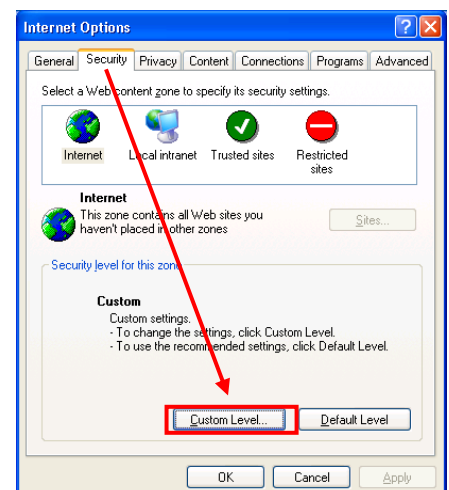 Internet Options
General Security Privacy Content Connections Programs Advanced
Select a Web content zone to specify its security settings.
Internet Local intranet Trusted sites Restricted sites
Internet
This zone contains all Web sites you
haven't placed in other zones
Sites...
Security level for this zone
Custom
Custom settings.
- To change the settings, click Custom Level.
- To use the recommended settings, click Default Level.
Custom Level... Default Level
OK Cancel Apply